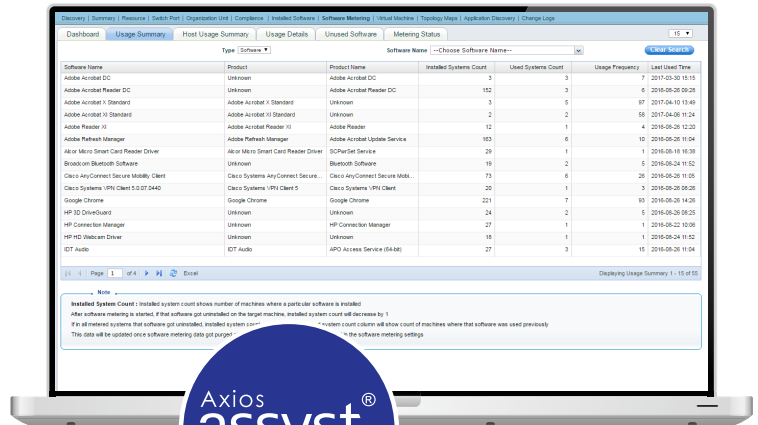 Discovery | Summery | Resource | Switch Port | Organization Unit | Compliance | Installed Software | Software Metering | Virtual Machine | Topology Maps | Application Discovery | Change Logs
Dashboard Usage Summary Host Usage Summary Usage Details Unused Software Metering Status 15
Type Software Software Name --Choose Software Name-- Clear Search
Software Name Product Product Name Installed Systems Count Used Systems Count Usage Frequency Last Used Time
Adobe Acrobat DC Unknown Adobe Acrobat DC 3 3 7 2017-03-30 15:15
Adobe Acrobat Reader DC Unknown Adobe Acrobat Reader DC 152 3 6 2016-08-26 09:28
Adobe Acrobat X Standard Adobe Acrobat X Standard Unknown 3 5 97 2017-04-10 13:49
Adobe Acrobat XI Standard Adobe Acrobat XI Standard Unknown 2 2 58 2017-04-06 11:24
Adobe Reader XI Adobe Acrobat Reader XI Adobe Reader 12 1 4 2016-08-26 12:20
Adobe Refresh Manager Adobe Refresh Manager Adobe Acrobat Update Service 163 6 10 2016-08-26 11:04
Alcor Micro Smart Card Reader Driver Alcor Micro Smart Card Reader Driver SCPwrSet Service 29 1 1 2016-08-18 16:38
Broadcom Bluetooth Software Unknown Bluetooth Software 19 2 5 2016-08-24 11:52
Cisco AnyConnect Secure Mobility Client Cisco Systems AnyConnect Secure... Cisco AnyConnect Secure Mobi... 73 6 26 2016-08-26 11:05
Cisco Systems VPN Client 5.0.07.0440 Cisco Systems VPN Client 5 Cisco Systems VPN Client 20 1 3 2016-08-26 08:26
Google Chrome Google Chrome Google Chrome 221 7 93 2016-08-26 14:26
HP 3D DriveGuard Unknown Unknown 24 2 5 2016-08-26 08:25
HP Connection Manager Unknown HP Connection Manager 27 1 1 2016-08-22 10:06
HP HD Webcam Driver Unknown Unknown 18 1 1 2016-08-24 11:52
IDT Audio IDT Audio APO Access Service (64-bit) 27 3 15 2016-08-26 11:04
Page 1 of 4 Excel Displaying Usage Summary 1 - 15 of 55
Note
Installed System Count : Installed system count shows number of machines where a particular software is installed
After software metering is started, if that software got uninstalled on the target machine, installed system count will decrease by 1
If in all metered systems that software got uninstalled, installed system system count column will show count of machines where that software was used previously
This data will be updated once software metering data got purged in the software metering settings
Axios
assyst®